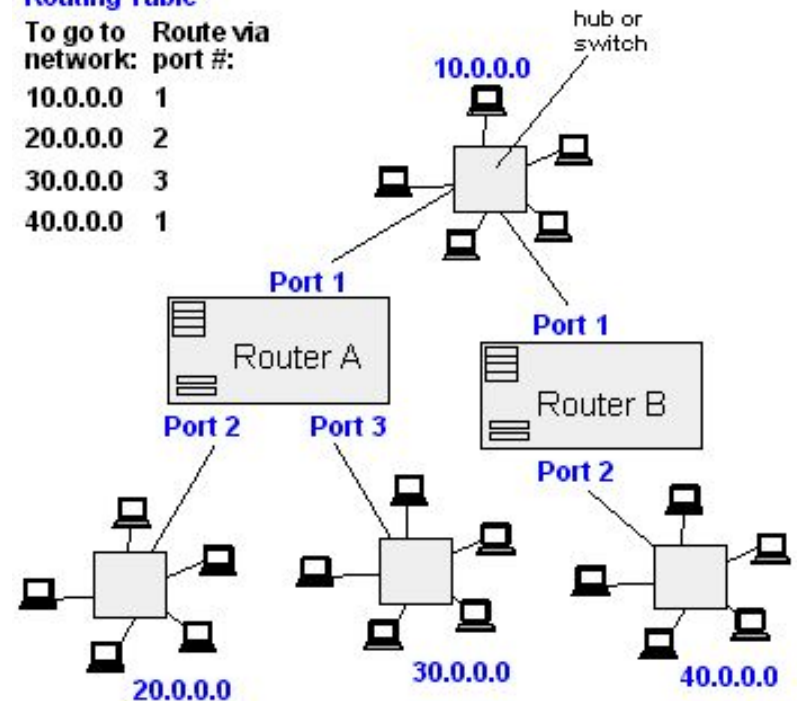 Routing Table
To go to Route via
network: port #:
10.0.0.0 1
20.0.0.0 2
30.0.0.0 3
40.0.0.0 1
hub or
switch
10.0.0.0
Port 1
Router A
Port 2 Port 3
Port 1
Router B
Port 2
20.0.0.0
30.0.0.0
40.0.0.0